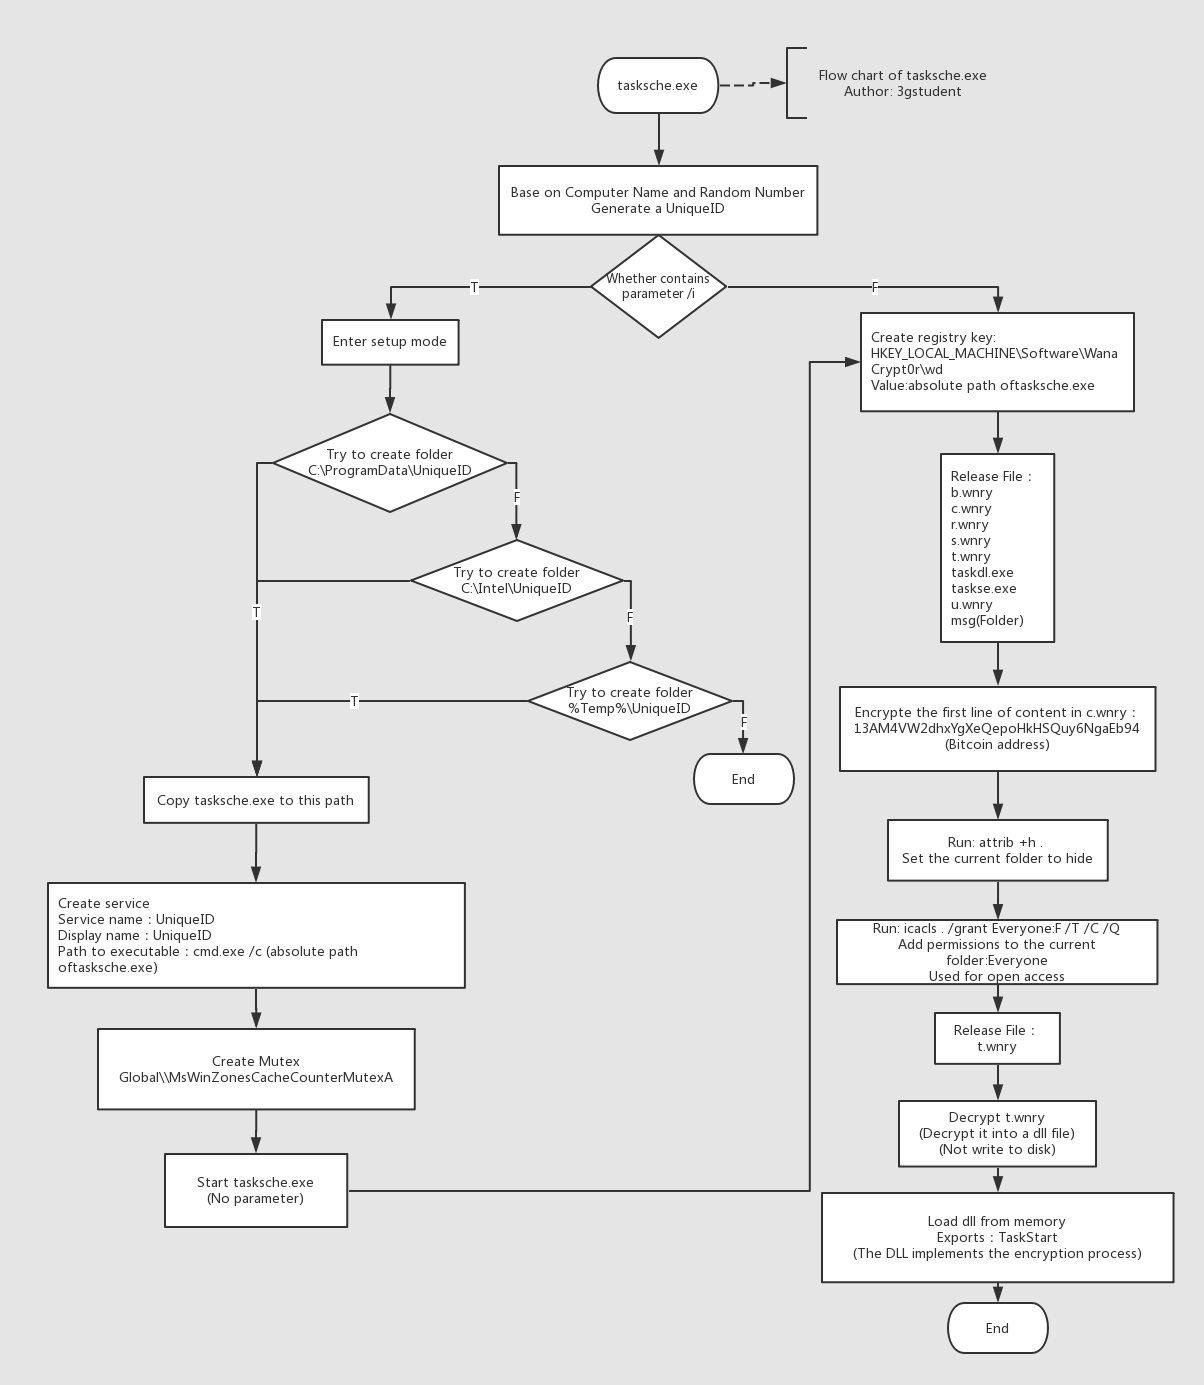 tasksche.exe
Flow chart of tasksche.exe
Author: 3gstudent
Base on Computer Name and Random Number
Generate a UniqueID
Whether contains
parameter /i
T
F
Enter setup mode
Create registry key:
HKEY_LOCAL_MACHINE\Software\Wana
Crypt0r\wd
Value:absolute path oftasksche.exe
Try to create folder
C:\ProgramData\UniqueID
F
Release File：
b.wnry
c.wnry
r.wnry
s.wnry
t.wnry
taskdl.exe
taskse.exe
u.wnry
msg(Folder)
Try to create folder
C:\Intel\UniqueID
T
F
Try to create folder
%Temp%\UniqueID
T
F
End
Encrypte the first line of content in c.wnry：
13AM4VW2dhxYgXeQepoHkHSQuy6NgaEb94
(Bitcoin address)
Copy tasksche.exe to this path
Run: attrib +h .
Set the current folder to hide
Create service
Service name：UniqueID
Display name：UniqueID
Path to executable：cmd.exe /c (absolute path
oftasksche.exe)
Run: icacls . /grant Everyone:F /T /C /Q
Add permissions to the current
folder:Everyone
Used for open access
Release File：
t.wnry
Create Mutex
Global\\MsWinZonesCacheCounterMutexA
Decrypt t.wnry
(Decrypt it into a dll file)
(Not write to disk)
Start tasksche.exe
(No parameter)
Load dll from memory
Exports：TaskStart
(The DLL implements the encryption process)
End